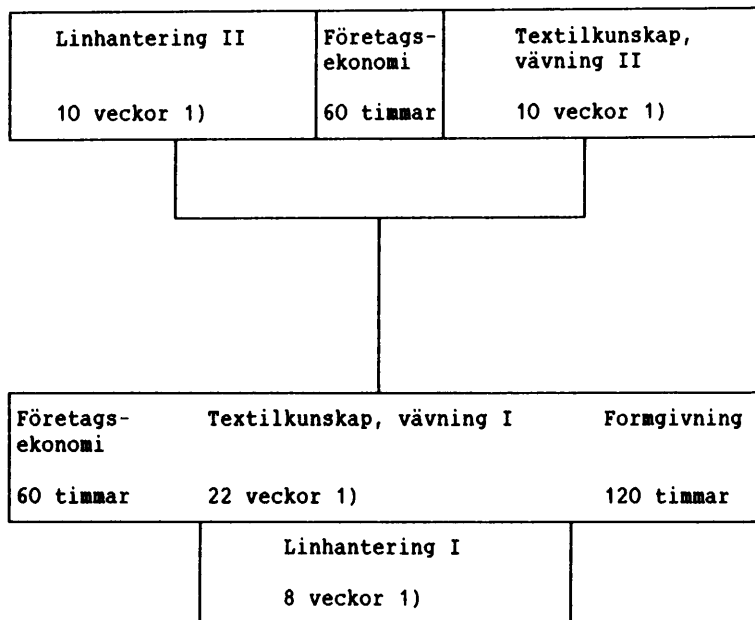 Linhantering II
10 veckor 1)
Företags-
ekonomi
60 timmar
Textilkunskap,
vävning II
10 veckor 1)
Företags-
ekonomi
60 timmar
Textilkunskap, vävning I
22 veckor 1)
Formgivning
120 timmar
Linhantering I
8 veckor 1)